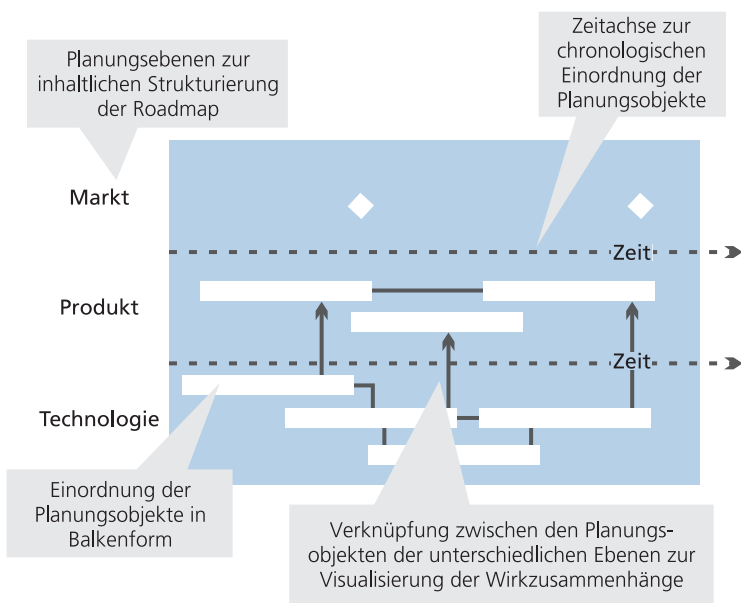 Planungsebenen zur
inhaltlichen Strukturierung
der Roadmap
Zeitachse zur
chronologischen
Einordnung der
Planungsobjekte
Markt
Zeit
Produkt
Zeit
Technologie
Einordnung der
Planungsobjekte in
Balkenform
Verknüpfung zwischen den Planungs-
objekten der unterschiedlichen Ebenen zur
Visualisierung der Wirkzusammenhänge